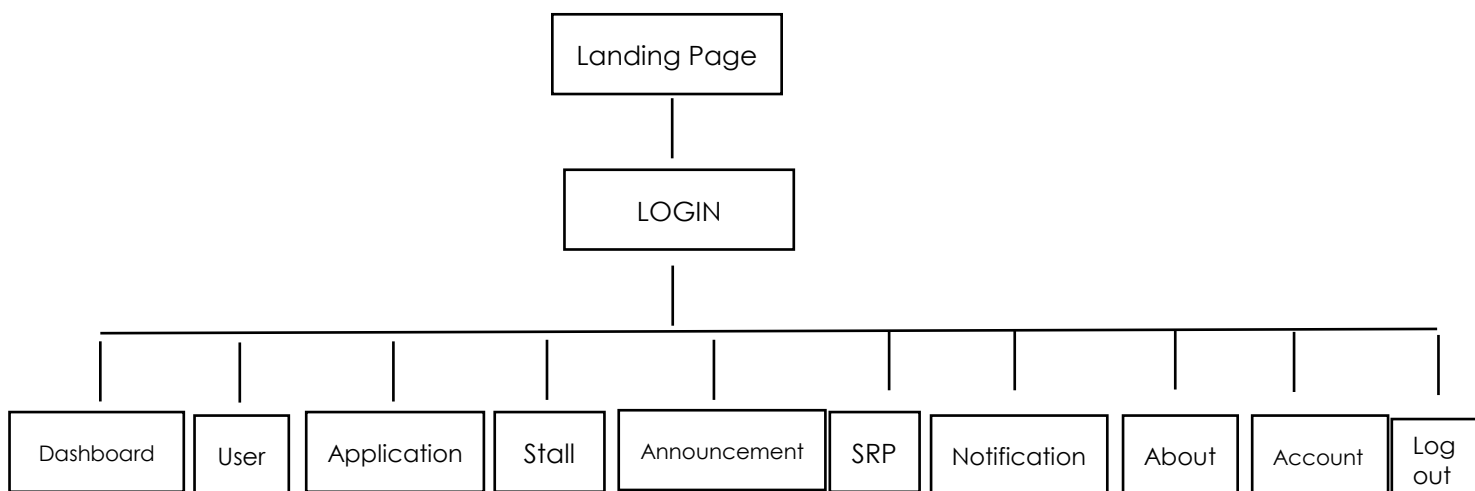 Landing Page
LOGIN
Dashboard
User
Application
Stall
Announcement
SRP
Notification
About
Account
Log
out